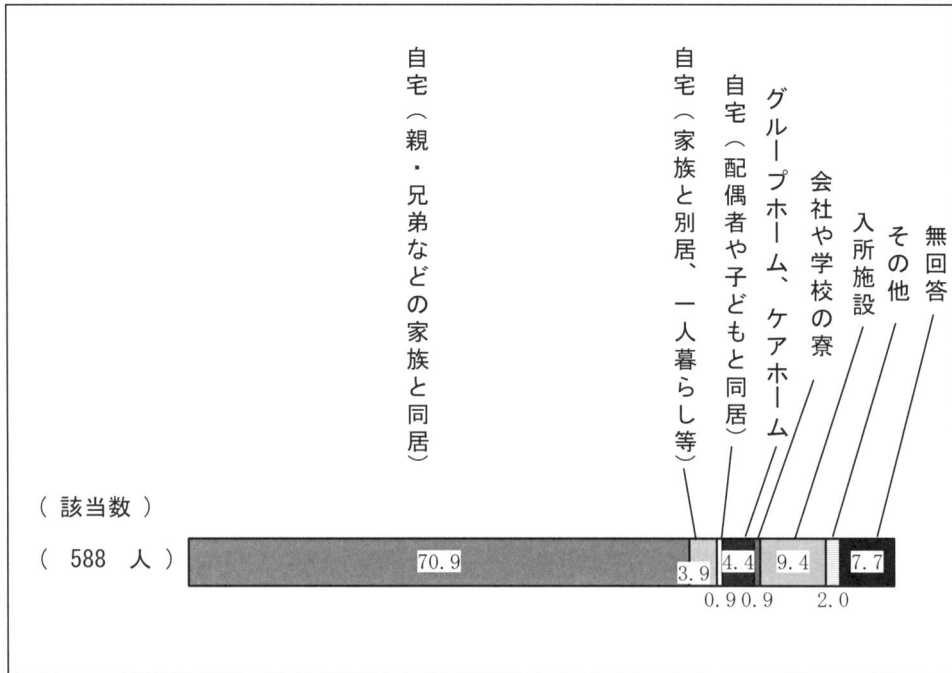 自宅（親・兄弟などの家族と同居）
自宅（家族と別居、一人暮らし等）
自宅（配偶者や子どもと同居）
グループホーム、ケアホーム
会社や学校の寮
入所施設
その他
無回答
（ 該当数 ）
（ 588 人 ）
70.9
3.9
0.9
4.4
0.9
9.4
2.0
7.7